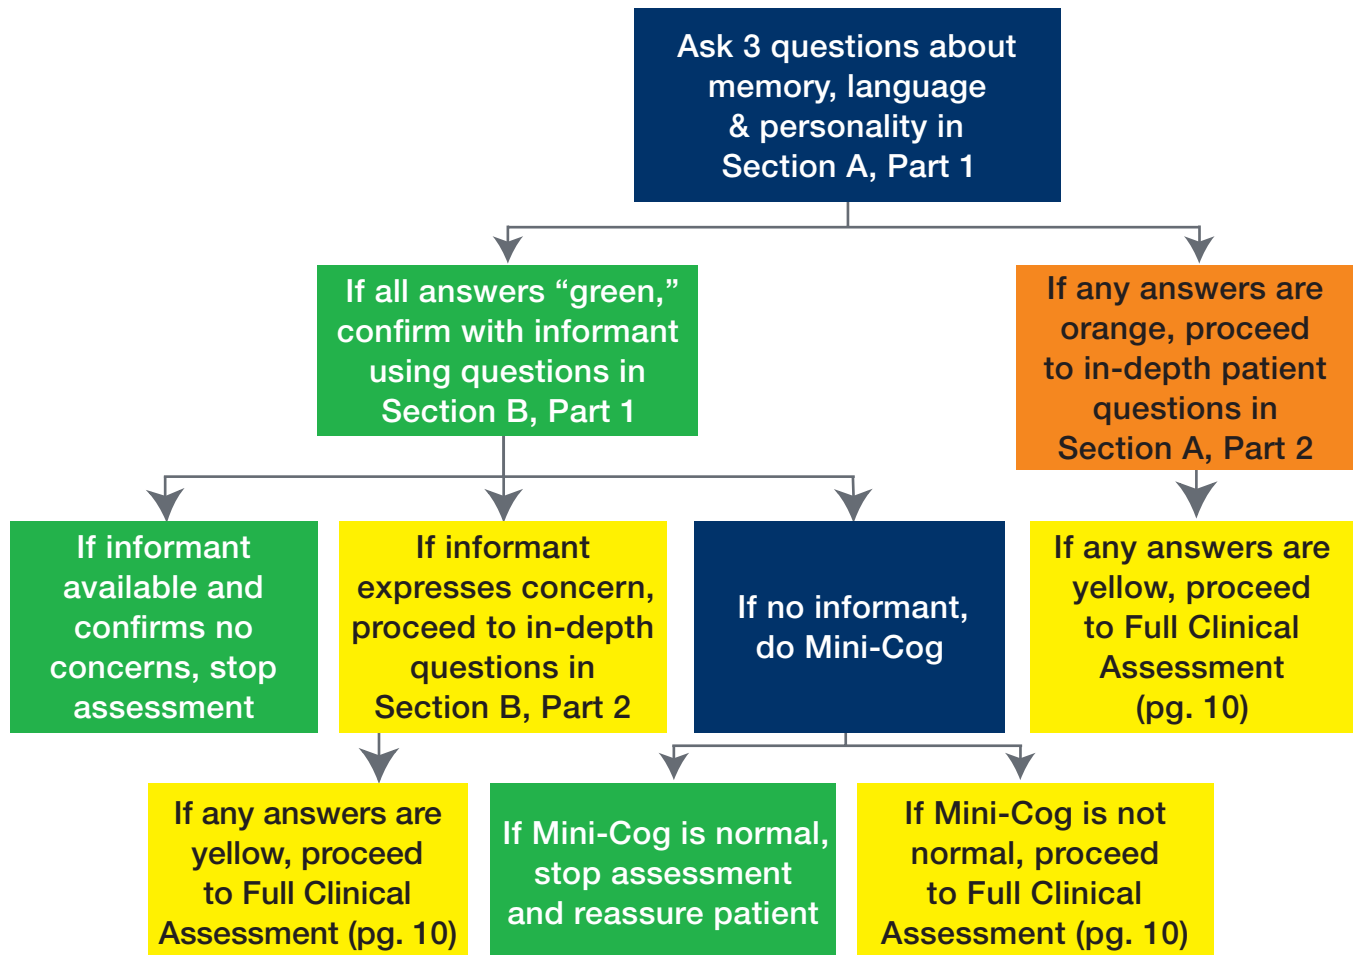 Ask 3 questions about
memory, language
& personality in
Section A, Part 1
If all answers “green,”
confirm with informant
using questions in
Section B, Part 1
If any answers are
orange, proceed
to in-depth patient
questions in
Section A, Part 2
If informant
available and
confirms no
concerns, stop
assessment
If informant
expresses concern,
proceed to in-depth
questions in
Section B, Part 2
If no informant,
do Mini-Cog
If any answers are
yellow, proceed
to Full Clinical
Assessment
(pg. 10)
If any answers are
yellow, proceed
to Full Clinical
Assessment (pg. 10)
If Mini-Cog is normal,
stop assessment
and reassure patient
If Mini-Cog is not
normal, proceed
to Full Clinical
Assessment (pg. 10)